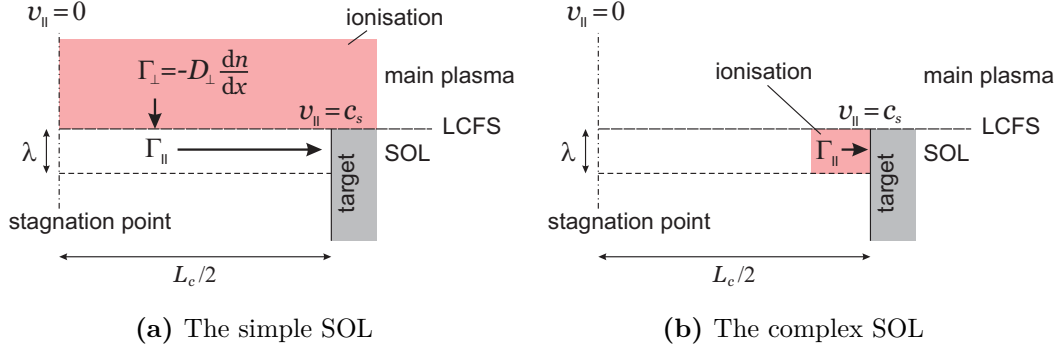 v∥=0
ionisation
Γ⊥=-D⊥ dn/dx
main plasma
v∥=cs
LCFS
λ
Γ∥
SOL
target
stagnation point
Lc/2
(a) The simple SOL
v∥=0
ionisation
main plasma
v∥=cs
LCFS
λ
Γ∥
SOL
target
stagnation point
Lc/2
(b) The complex SOL